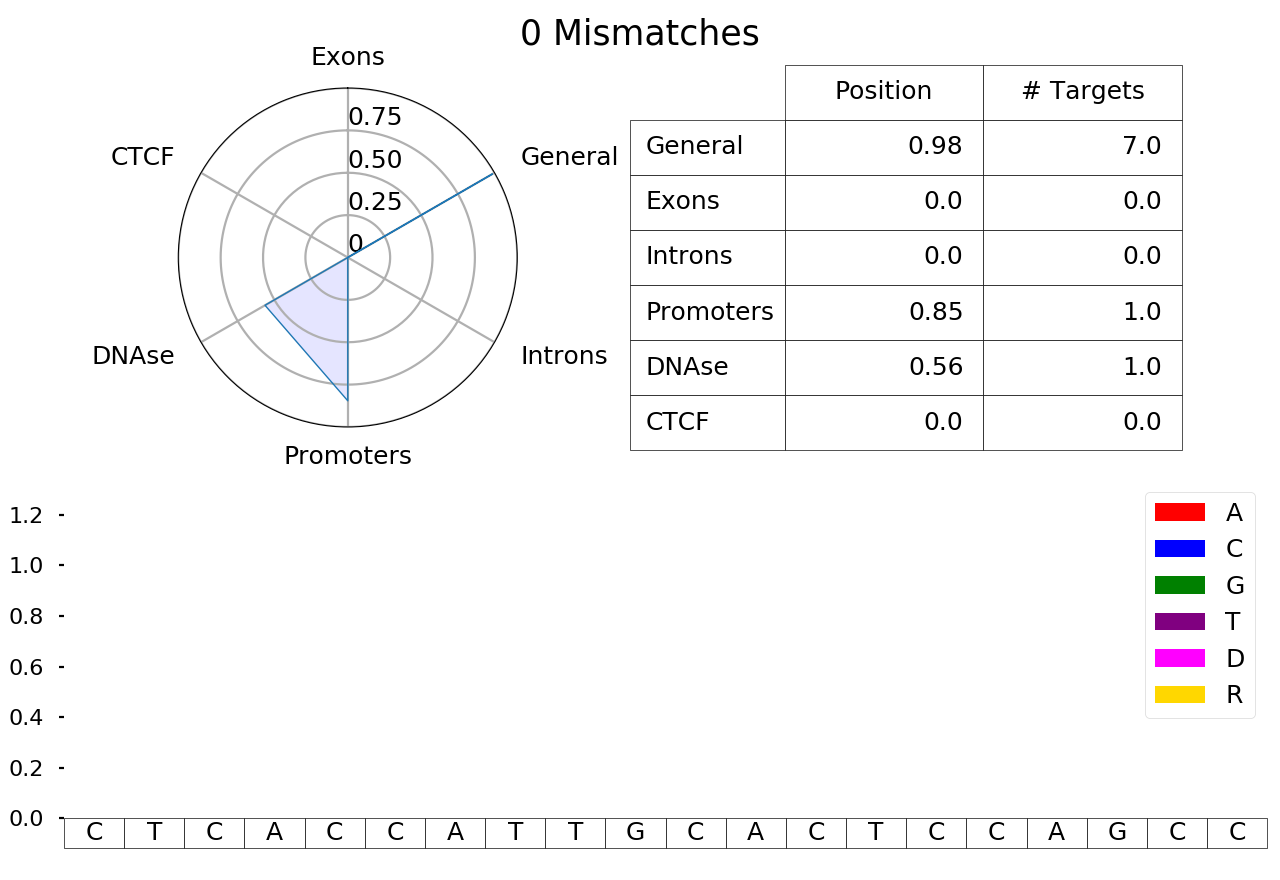 0 Mismatches
Exons
CTCF
General
DNAse
Introns
Promoters
0.75
0.50
0.25
0
Position # Targets
General 0.98 7.0
Exons 0.0 0.0
Introns 0.0 0.0
Promoters 0.85 1.0
DNAse 0.56 1.0
CTCF 0.0 0.0
1.2
1.0
0.8
0.6
0.4
0.2
0.0
A
C
G
T
D
R
C T C A C C A T T G C A C T C C A G C C